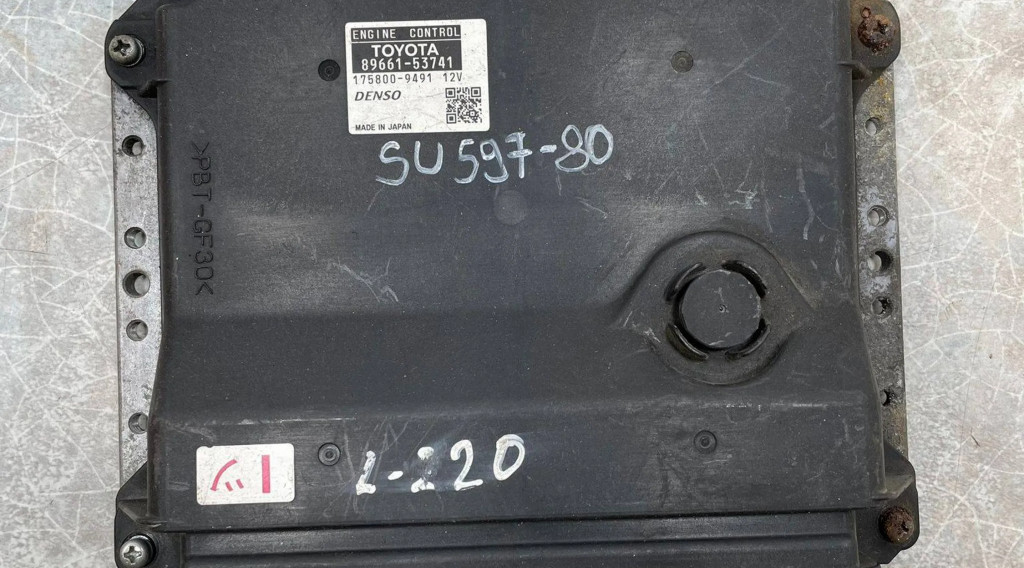 ENGINE CONTROL
TOYOTA
89661-53741
175800-9491 12V
DENSO
MADE IN JAPAN
SU597-80
>PBT-GF30<
L-220